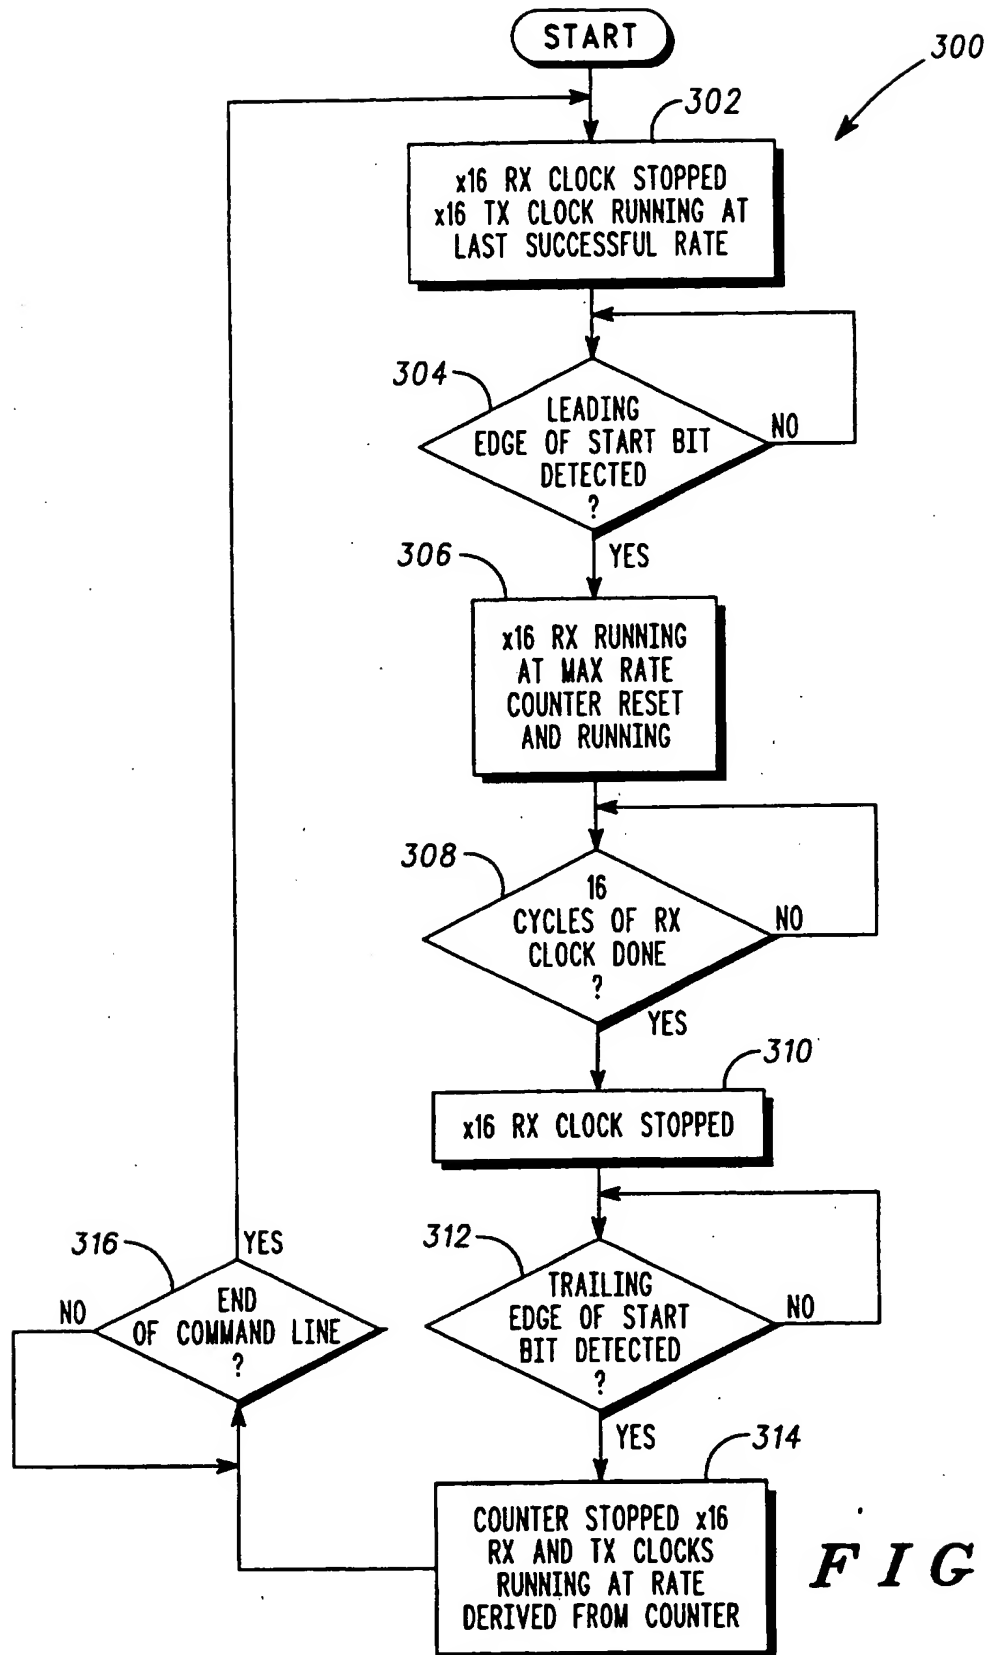 START
300
302
x16 RX CLOCK STOPPED
x16 TX CLOCK RUNNING AT
LAST SUCCESSFUL RATE
304
LEADING
EDGE OF START BIT
DETECTED
?
NO
YES
306
x16 RX RUNNING
AT MAX RATE
COUNTER RESET
AND RUNNING
308
16
CYCLES OF RX
CLOCK DONE
?
NO
YES
310
x16 RX CLOCK STOPPED
312
TRAILING
EDGE OF START
BIT DETECTED
?
NO
YES
314
COUNTER STOPPED x16
RX AND TX CLOCKS
RUNNING AT RATE
DERIVED FROM COUNTER
316
YES
NO
END
OF COMMAND LINE
?
FIG